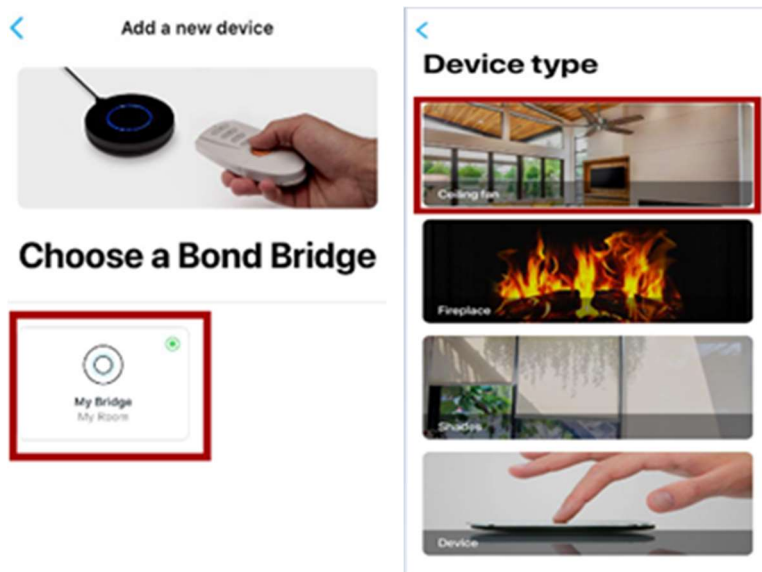 Add a new device
Choose a Bond Bridge
My Bridge
My Room
Device type
Ceiling fan
Fireplace
Shades
Device